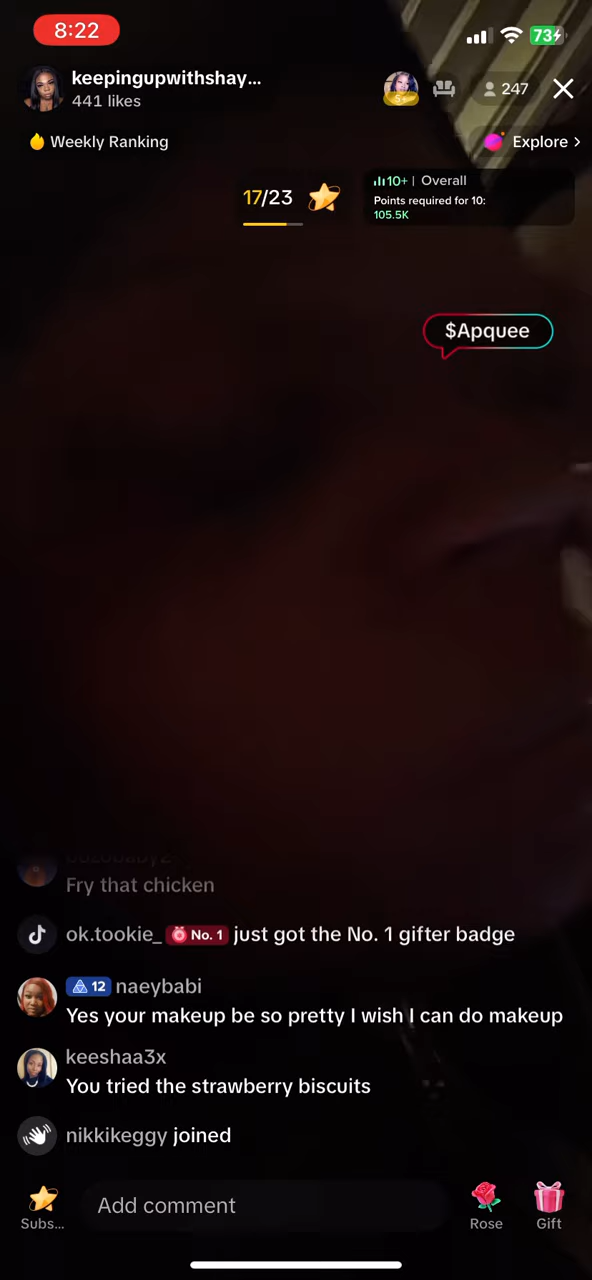 8:22
73
keepingupwithshay...
441 likes
247
Weekly Ranking
Explore >
17/23
10+ | Overall
Points required for 10:
105.5K
$Apquee
Fry that chicken
ok.tookie_ No. 1 just got the No. 1 gifter badge
12 naeybabi
Yes your makeup be so pretty I wish I can do makeup
keeshaa3x
You tried the strawberry biscuits
nikkikeggy joined
Add comment
Subs...
Rose
Gift